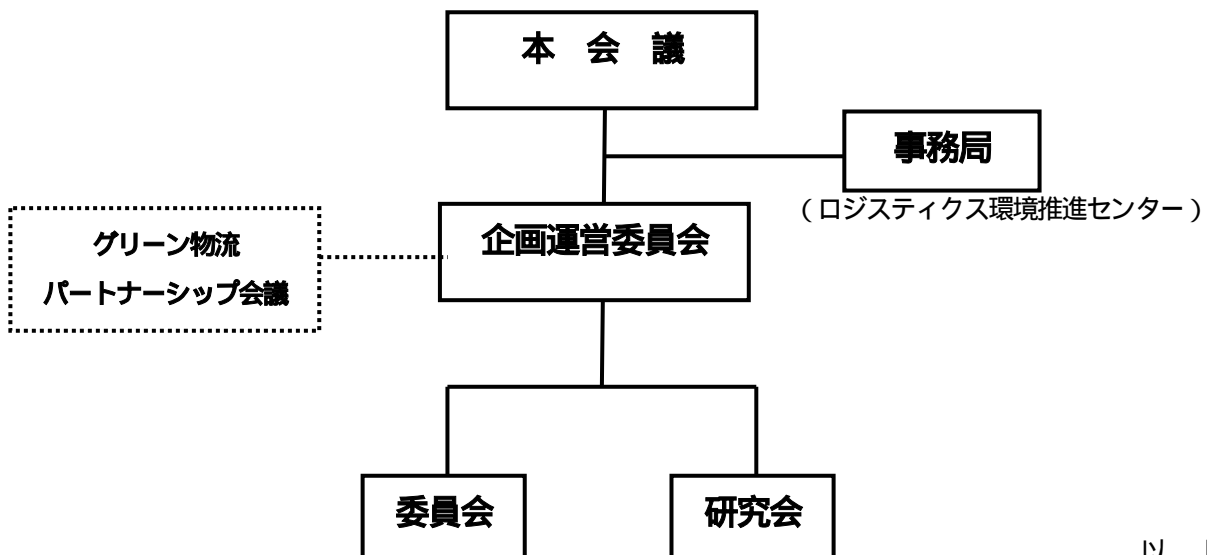 本　会　議
事務局
（ロジスティクス環境推進センター）
企画運営委員会
グリーン物流
パートナーシップ会議
委員会
研究会
以